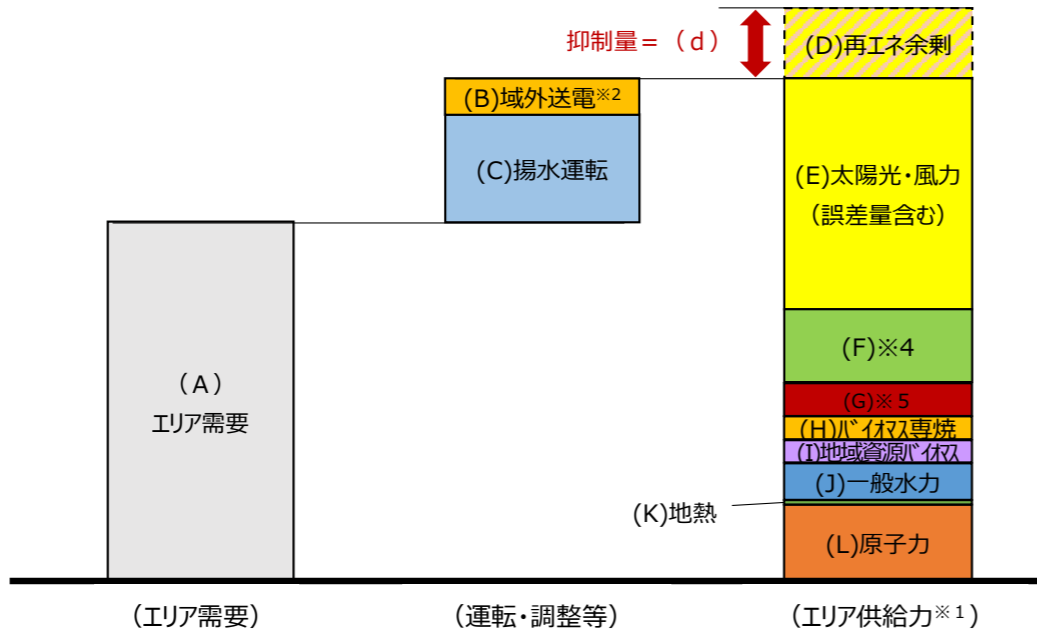 抑制量＝（ｄ）
(D)再エネ余剰
(B)域外送電※2
(C)揚水運転
(E)太陽光・風力
（誤差量含む）
(F)※4
（A）
エリア需要
(G)※5
(H)バイオマス専焼
(I)地域資源バイオマス
(J)一般水力
(K)地熱
(L)原子力
（エリア需要）
（運転・調整等）
（エリア供給力※1）